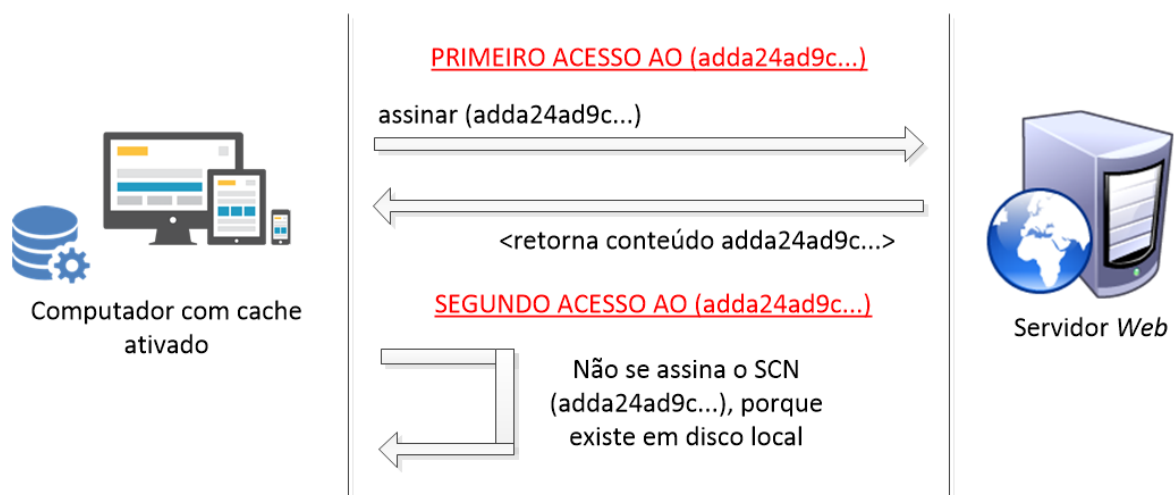 PRIMEIRO ACESSO AO (adda24ad9c...)
assinar (adda24ad9c...)
<retorna conteúdo adda24ad9c...>
Computador com cache
ativado
SEGUNDO ACESSO AO (adda24ad9c...)
Não se assina o SCN
(adda24ad9c...), porque
existe em disco local
Servidor Web